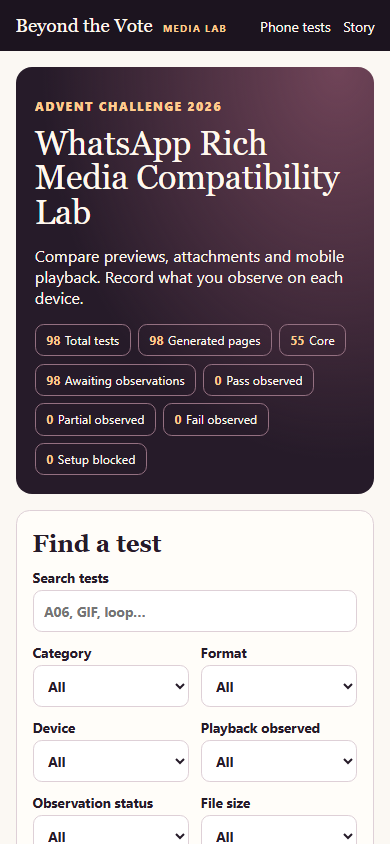 Beyond the Vote MEDIA LAB Phone tests Story
ADVENT CHALLENGE 2026
WhatsApp Rich
Media Compatibility
Lab
Compare previews, attachments and mobile
playback. Record what you observe on each
device.
98 Total tests 98 Generated pages 55 Core
98 Awaiting observations 0 Pass observed
0 Partial observed 0 Fail observed
0 Setup blocked
Find a test
Search tests
A06, GIF, loop...
Category Format
All All
Device Playback observed
All All
Observation status File size
All All